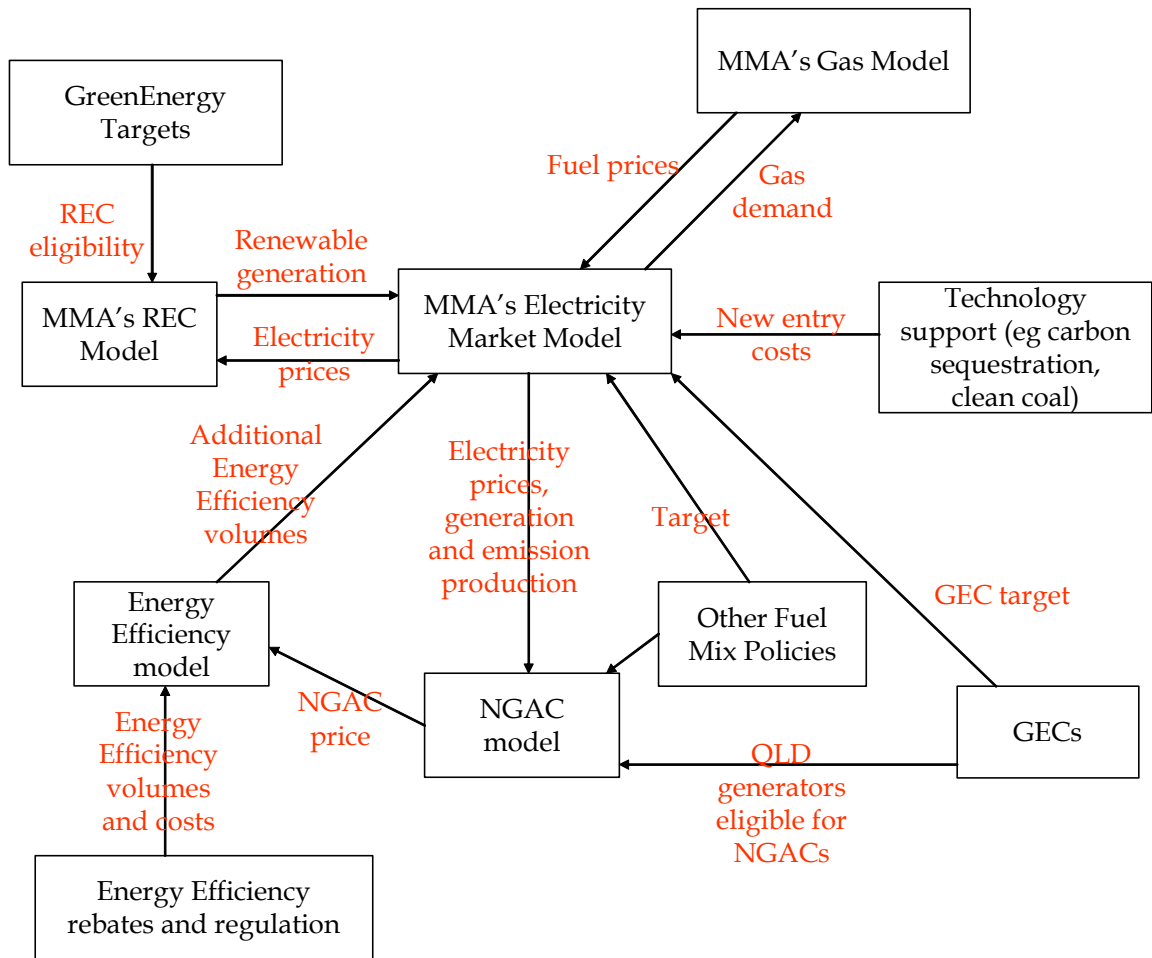 MMA's Gas Model
GreenEnergy
Targets
Fuel prices
Gas
demand
REC
eligibility
Renewable
generation
MMA's REC
Model
MMA's Electricity
Market Model
Technology
support (eg carbon
sequestration,
clean coal)
New entry
costs
Electricity
prices
Additional
Energy
Efficiency
volumes
Electricity
prices,
generation
and emission
production
Target
GEC target
Energy
Efficiency
model
Other Fuel
Mix Policies
NGAC
price
NGAC
model
GECs
Energy
Efficiency
volumes
and costs
QLD
generators
eligible for
NGACs
Energy Efficiency
rebates and regulation